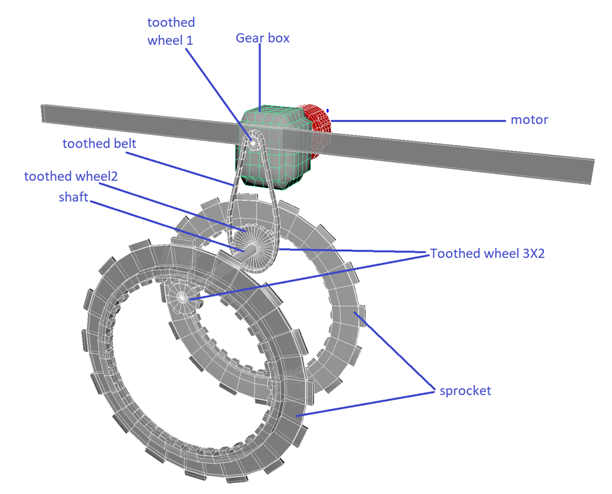 toothed
wheel 1
Gear box
motor
toothed belt
toothed wheel2
shaft
Toothed wheel 3X2
sprocket